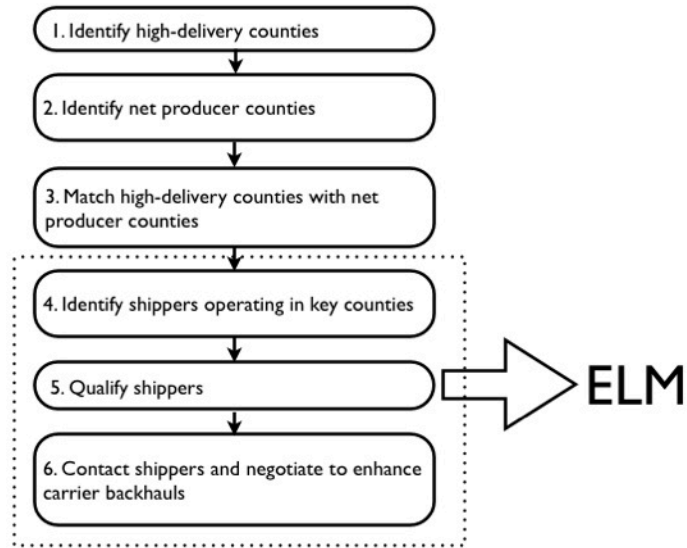 1. Identify high-delivery counties
2. Identify net producer counties
3. Match high-delivery counties with net
producer counties
4. Identify shippers operating in key counties
5. Qualify shippers
ELM
6. Contact shippers and negotiate to enhance
carrier backhauls